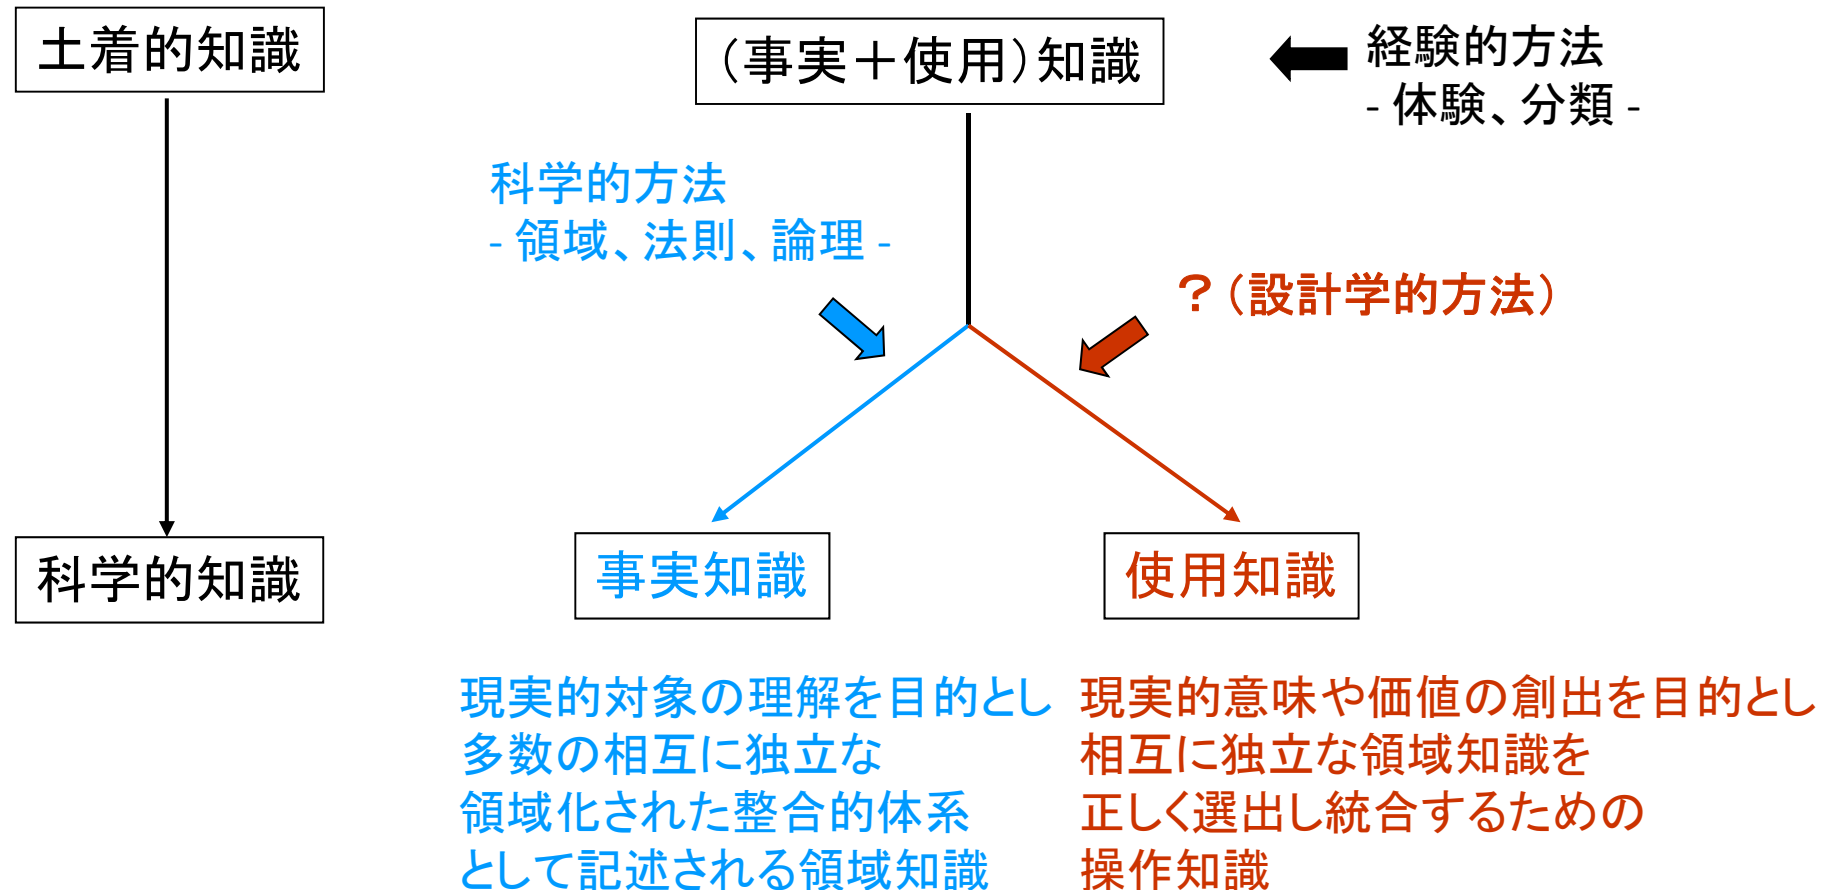 土着的知識
（事実＋使用）知識
経験的方法
- 体験、分類 -
科学的方法
- 領域、法則、論理 -
？（設計学的方法）
科学的知識
事実知識
使用知識
現実的対象の理解を目的とし
多数の相互に独立な
領域化された整合的体系
として記述される領域知識
現実的意味や価値の創出を目的とし
相互に独立な領域知識を
正しく選出し統合するための
操作知識